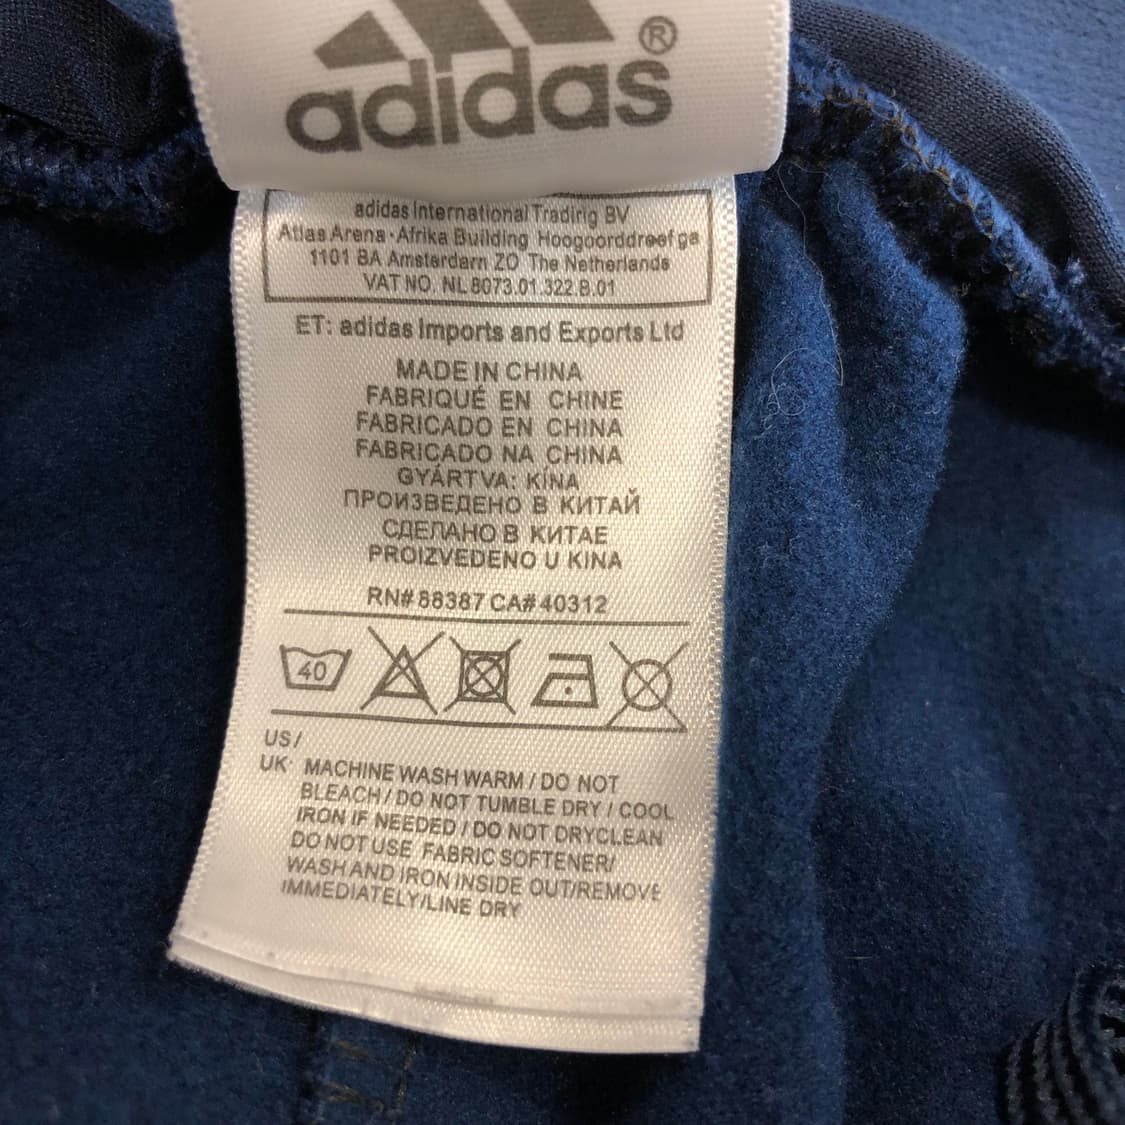 adidas®
adidas International Trading BV
Atlas Arena·Afrika Building Hoogoorddreef 9a
1101 BA Amsterdam ZO The Netherlands
VAT NO. NL 8073.01.322.B.01
ET: adidas Imports and Exports Ltd
MADE IN CHINA
FABRIQUÉ EN CHINE
FABRICADO EN CHINA
FABRICADO NA CHINA
GYÁRTVA: KÍNA
ПРОИЗВЕДЕНО В КИТАЙ
СДЕЛАНО В КИТАЕ
PROIZVEDENO U KINA
RN# 88387 CA# 40312
40
US/
UK MACHINE WASH WARM / DO NOT
BLEACH / DO NOT TUMBLE DRY / COOL
IRON IF NEEDED / DO NOT DRYCLEAN
DO NOT USE FABRIC SOFTENER/
WASH AND IRON INSIDE OUT/REMOVE
IMMEDIATELY/LINE DRY